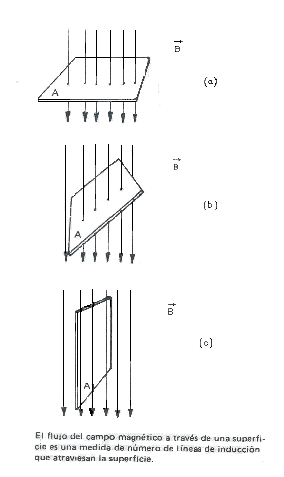 B
A
(a)
B
(b)
A
B
(c)
A
El flujo del campo magnético a través de una superfi-
cie es una medida de número de líneas de inducción
que atraviesan la superficie.